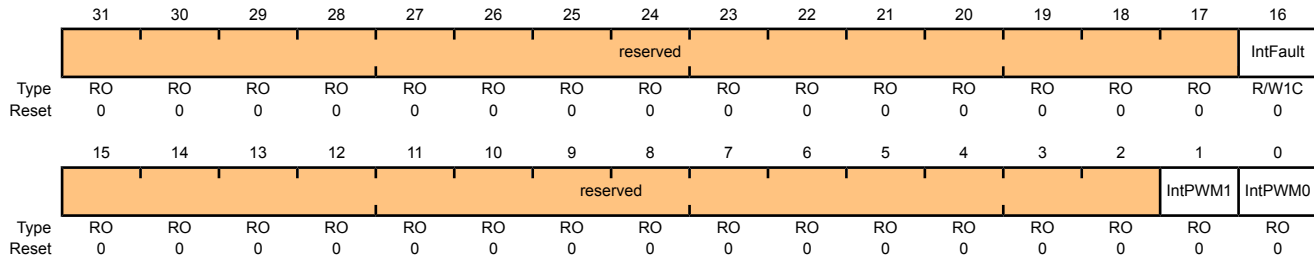 31 30 29 28 27 26 25 24 23 22 21 20 19 18 17 16
reserved IntFault
Type RO RO RO RO RO RO RO RO RO RO RO RO RO RO RO R/W1C
Reset 0 0 0 0 0 0 0 0 0 0 0 0 0 0 0 0
15 14 13 12 11 10 9 8 7 6 5 4 3 2 1 0
reserved IntPWM1 IntPWM0
Type RO RO RO RO RO RO RO RO RO RO RO RO RO RO RO RO
Reset 0 0 0 0 0 0 0 0 0 0 0 0 0 0 0 0